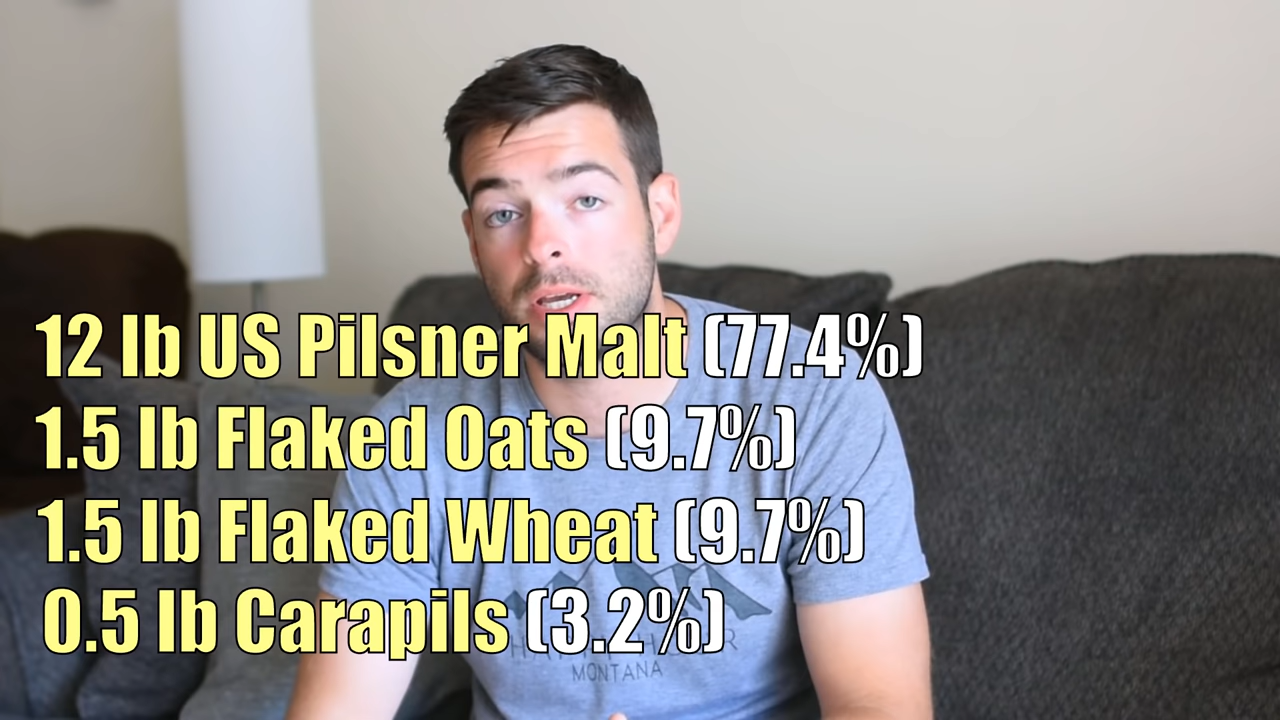 12 lb US Pilsner Malt (77.4%)
1.5 lb Flaked Oats (9.7%)
1.5 lb Flaked Wheat (9.7%)
0.5 lb Carapils (3.2%)
MONTANA